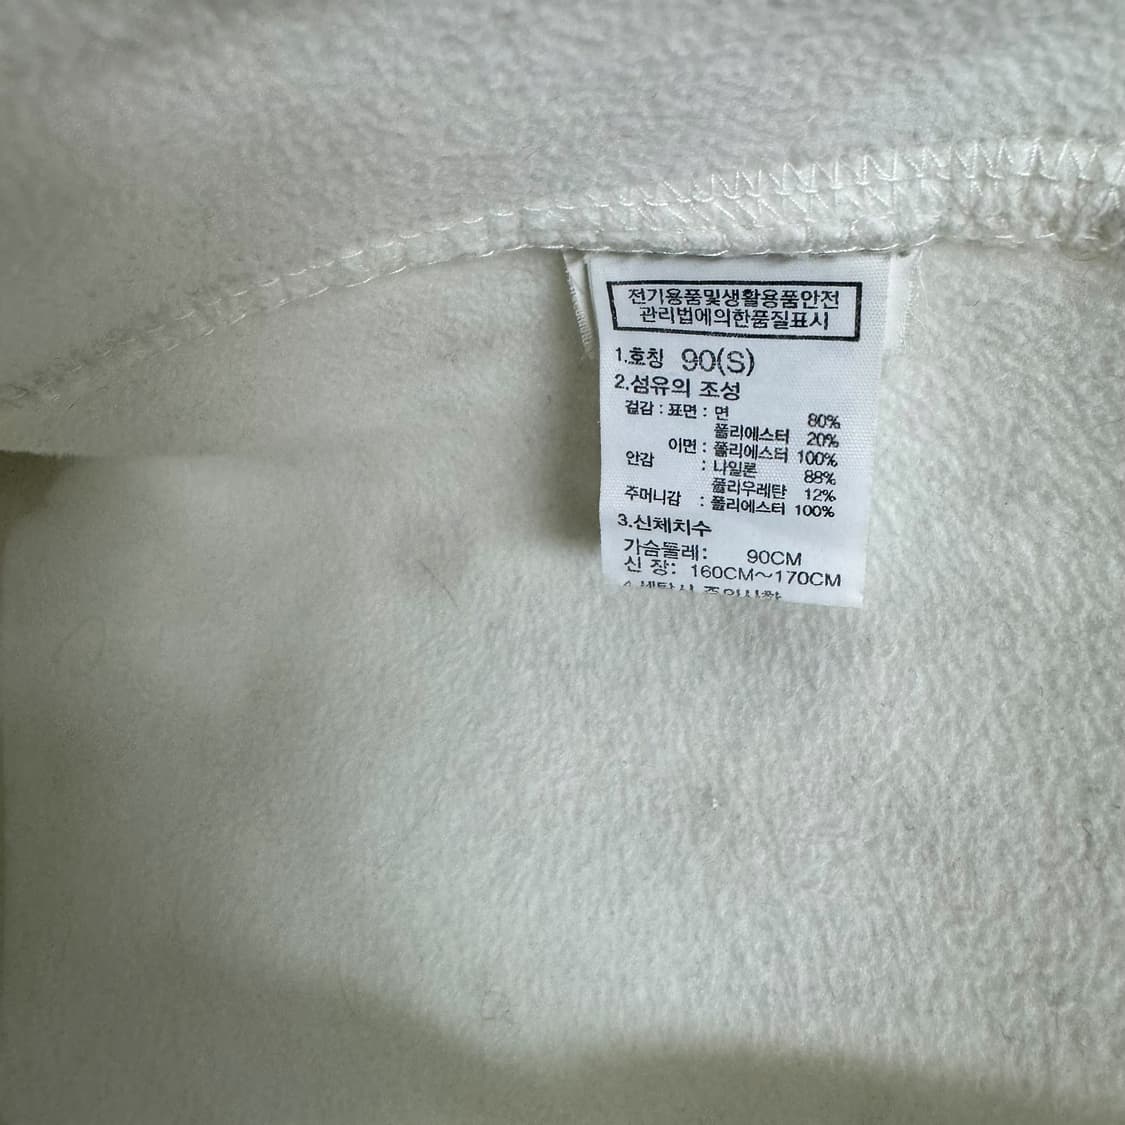 전기용품및생활용품안전
관리법에의한품질표시
1.호칭 90(S)
2.섬유의 조성
겉감 : 표면 : 면 80%
폴리에스터 20%
이면 : 폴리에스터 100%
안감 : 나일론 88%
폴리우레탄 12%
주머니감 : 폴리에스터 100%
3.신체치수
가슴둘레: 90CM
신 장: 160CM~170CM